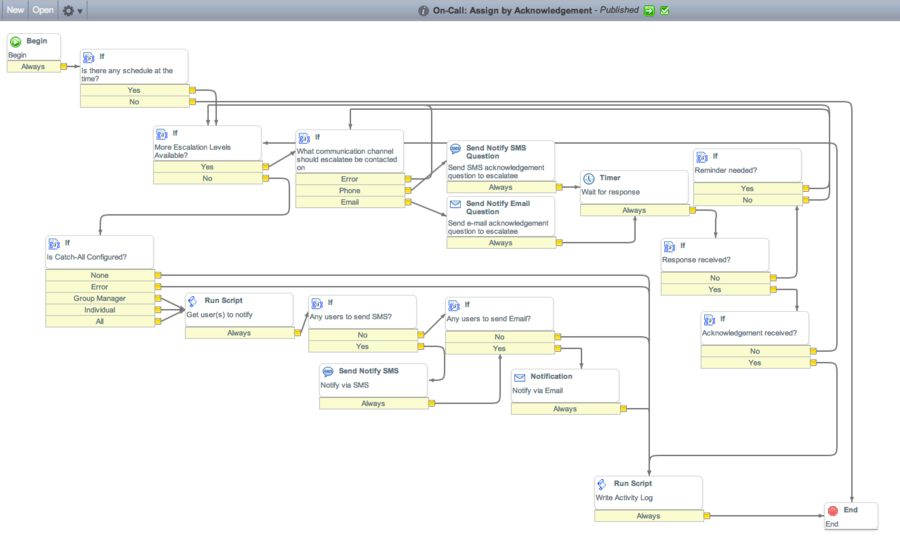 New Open On-Call: Assign by Acknowledgement - Published
Begin
Begin
Always
If
Is there any schedule at the
time?
Yes
No
If
More Escalation Levels
Available?
Yes
No
If
What communication channel
should escalatee be contacted
on
Error
Phone
Email
Send Notify SMS
Question
Send SMS acknowledgement
question to escalatee
Always
Send Notify Email
Question
Send e-mail acknowledgement
question to escalatee
Always
Timer
Wait for response
Always
If
Reminder needed?
Yes
No
If
Response received?
No
Yes
If
Acknowledgement received?
No
Yes
If
Is Catch-All Configured?
None
Error
Group Manager
Individual
All
Run Script
Get user(s) to notify
Always
If
Any users to send SMS?
No
Yes
If
Any users to send Email?
No
Yes
Send Notify SMS
Notify via SMS
Always
Notification
Notify via Email
Always
Run Script
Write Activity Log
Always
End
End